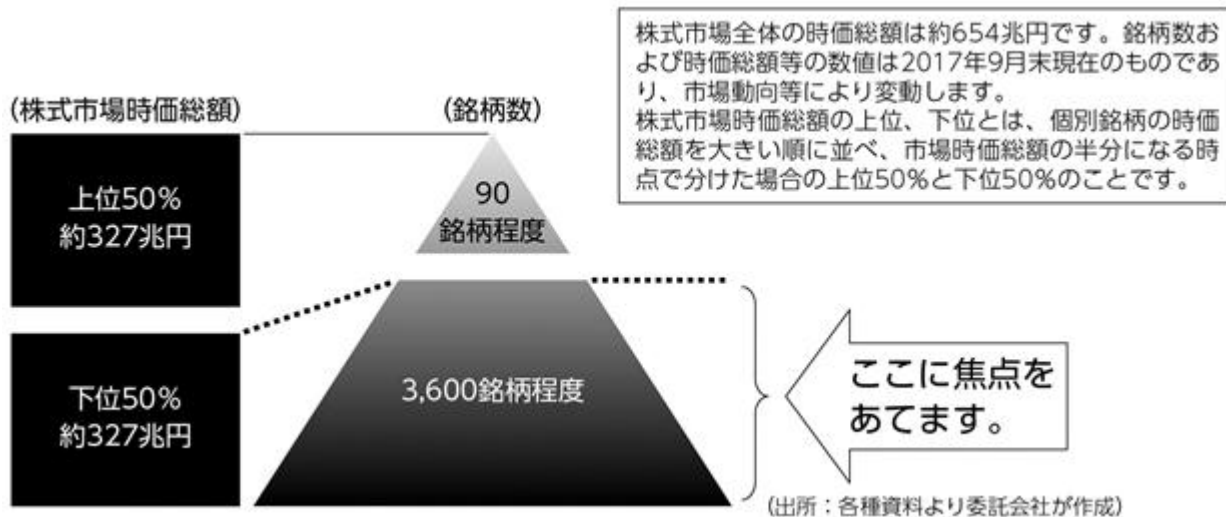 株式市場全体の時価総額は約654兆円です。銘柄数お
よび時価総額等の数値は2017年9月末現在のものであ
り、市場動向等により変動します。
株式市場時価総額の上位、下位とは、個別銘柄の時価
総額を大きい順に並べ、市場時価総額の半分になる時
点で分けた場合の上位50%と下位50%のことです。
(株式市場時価総額)
(銘柄数)
上位50%
約327兆円
90
銘柄程度
下位50%
約327兆円
3,600銘柄程度
ここに焦点を
あてます。
(出所：各種資料より委託会社が作成)